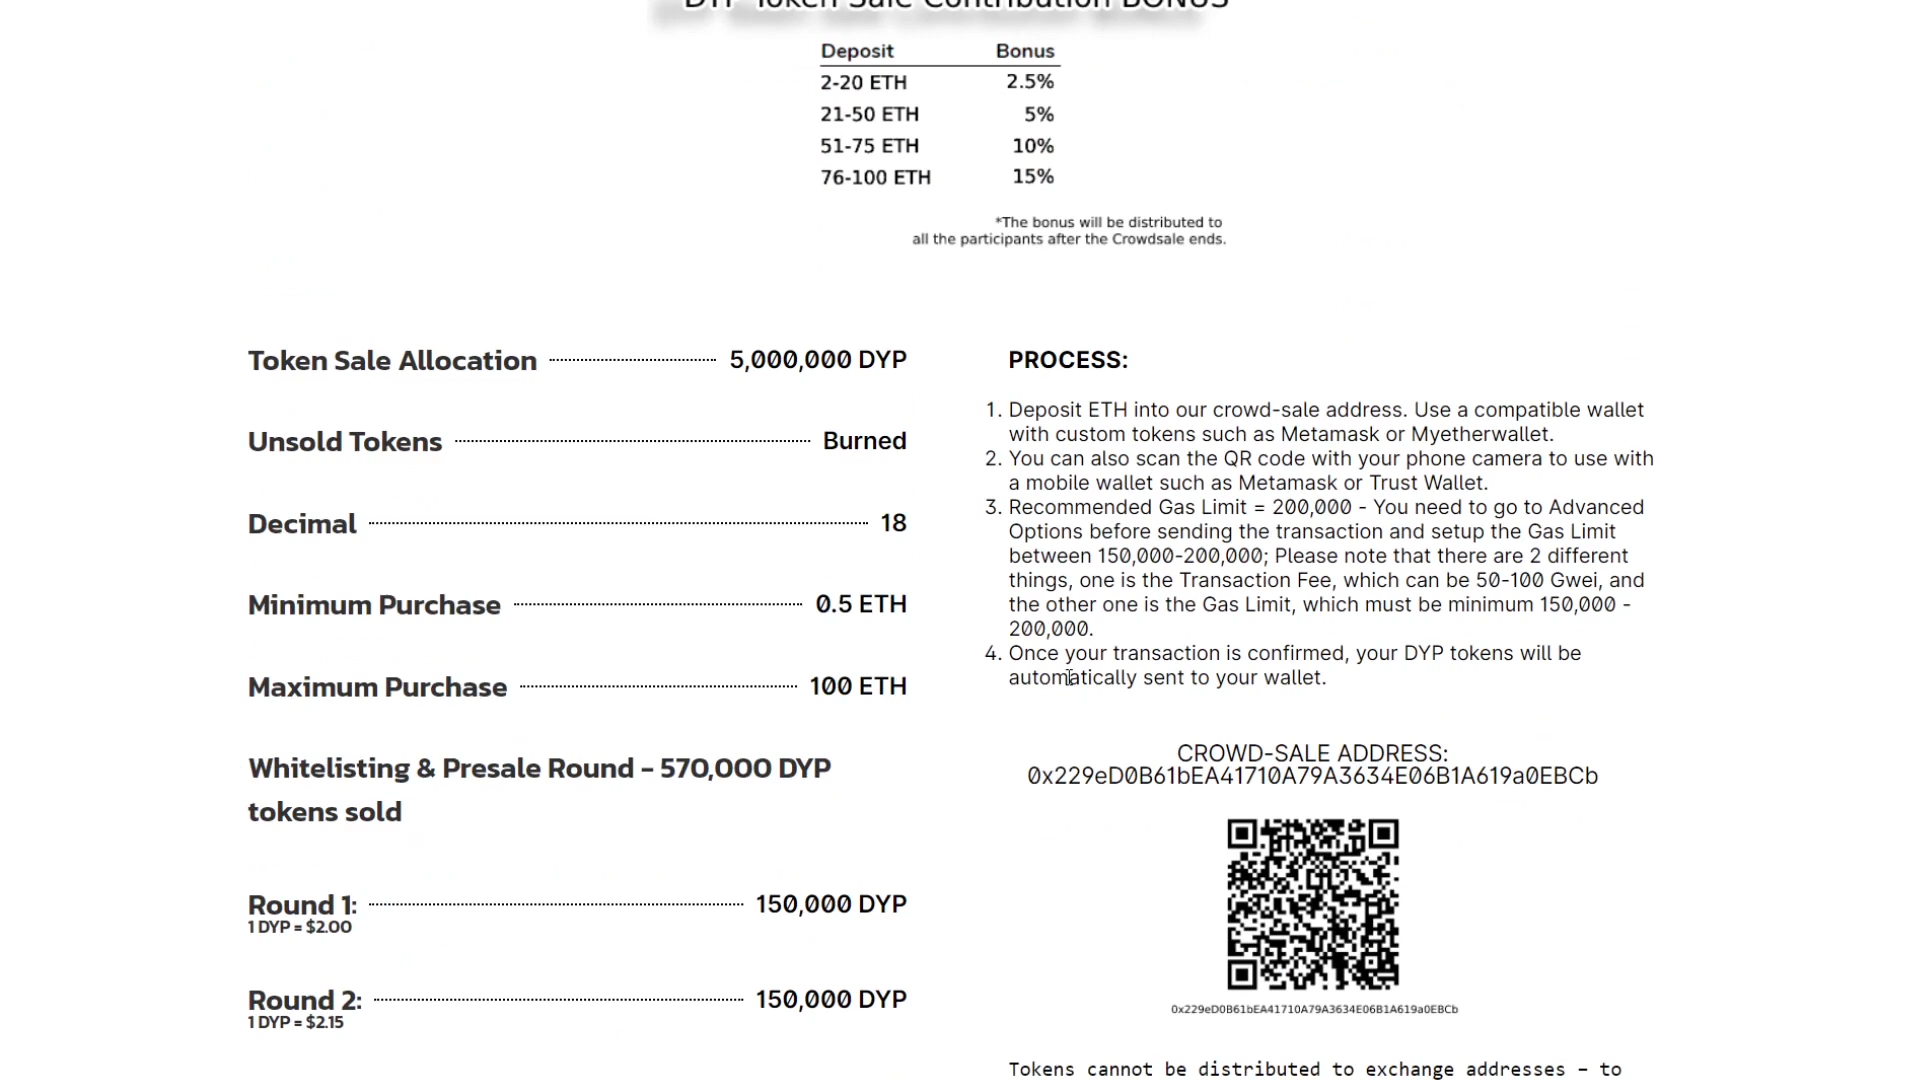 DYP Token Sale Contribution BONUS
Deposit Bonus
2-20 ETH 2.5%
21-50 ETH 5%
51-75 ETH 10%
76-100 ETH 15%
*The bonus will be distributed to
all the participants after the Crowdsale ends.
Token Sale Allocation 5,000,000 DYP
Unsold Tokens Burned
Decimal 18
Minimum Purchase 0.5 ETH
Maximum Purchase 100 ETH
Whitelisting & Presale Round – 570,000 DYP
tokens sold
Round 1: 150,000 DYP
1 DYP = $2.00
Round 2: 150,000 DYP
1 DYP = $2.15
PROCESS:
1. Deposit ETH into our crowd-sale address. Use a compatible wallet
with custom tokens such as Metamask or Myetherwallet.
2. You can also scan the QR code with your phone camera to use with
a mobile wallet such as Metamask or Trust Wallet.
3. Recommended Gas Limit = 200,000 - You need to go to Advanced
Options before sending the transaction and setup the Gas Limit
between 150,000-200,000; Please note that there are 2 different
things, one is the Transaction Fee, which can be 50-100 Gwei, and
the other one is the Gas Limit, which must be minimum 150,000 -
200,000.
4. Once your transaction is confirmed, your DYP tokens will be
automatically sent to your wallet.
CROWD-SALE ADDRESS:
0x229eD0B61bEA41710A79A3634E06B1A619a0EBCb
0x229eD0B61bEA41710A79A3634E06B1A619a0EBCb
Tokens cannot be distributed to exchange addresses – to